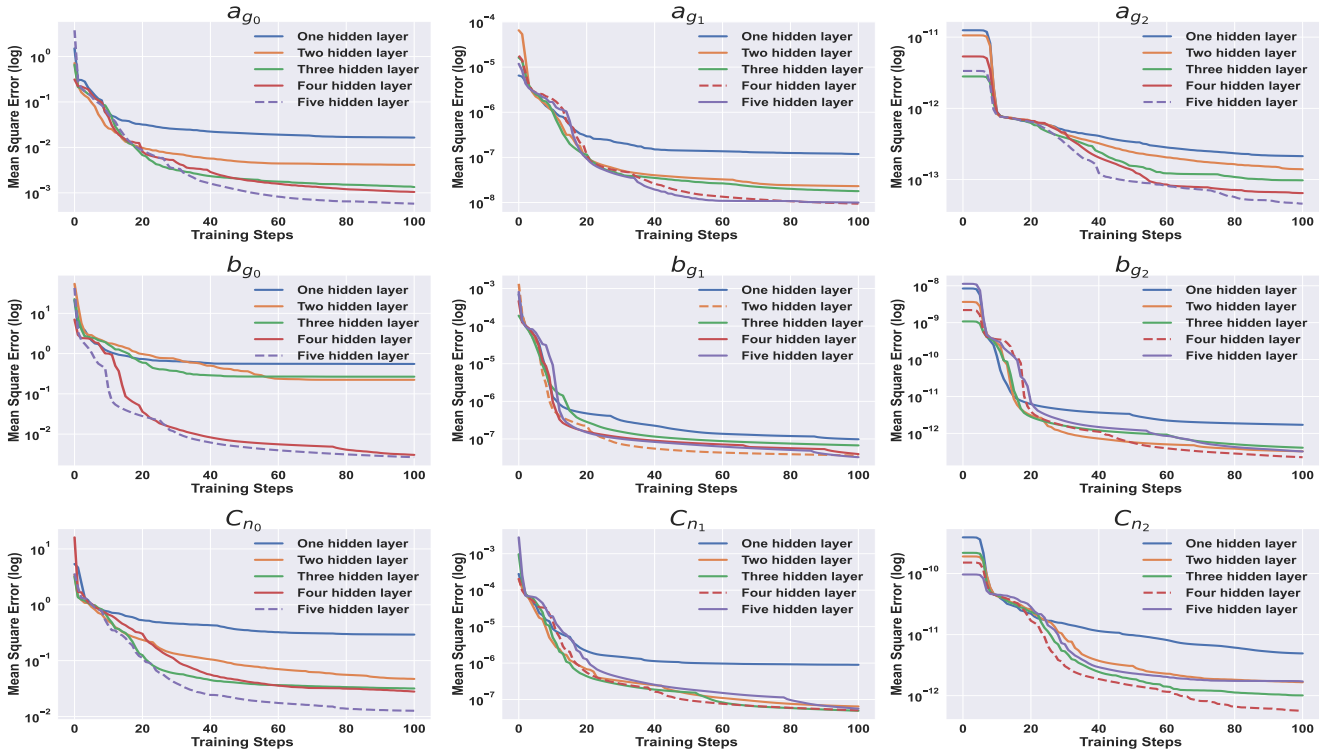 a_{g_0}
Mean Square Error (log)
10^0
10^{-1}
10^{-2}
10^{-3}
One hidden layer
Two hidden layer
Three hidden layer
Four hidden layer
Five hidden layer
0 20 40 60 80 100
Training Steps
a_{g_1}
Mean Square Error (log)
10^{-4}
10^{-5}
10^{-6}
10^{-7}
10^{-8}
One hidden layer
Two hidden layer
Three hidden layer
Four hidden layer
Five hidden layer
0 20 40 60 80 100
Training Steps
a_{g_2}
Mean Square Error (log)
10^{-11}
10^{-12}
10^{-13}
One hidden layer
Two hidden layer
Three hidden layer
Four hidden layer
Five hidden layer
0 20 40 60 80 100
Training Steps
b_{g_0}
Mean Square Error (log)
10^1
10^0
10^{-1}
10^{-2}
One hidden layer
Two hidden layer
Three hidden layer
Four hidden layer
Five hidden layer
0 20 40 60 80 100
Training Steps
b_{g_1}
Mean Square Error (log)
10^{-3}
10^{-4}
10^{-5}
10^{-6}
10^{-7}
One hidden layer
Two hidden layer
Three hidden layer
Four hidden layer
Five hidden layer
0 20 40 60 80 100
Training Steps
b_{g_2}
Mean Square Error (log)
10^{-8}
10^{-9}
10^{-10}
10^{-11}
10^{-12}
One hidden layer
Two hidden layer
Three hidden layer
Four hidden layer
Five hidden layer
0 20 40 60 80 100
Training Steps
C_{n_0}
Mean Square Error (log)
10^1
10^0
10^{-1}
10^{-2}
One hidden layer
Two hidden layer
Three hidden layer
Four hidden layer
Five hidden layer
0 20 40 60 80 100
Training Steps
C_{n_1}
Mean Square Error (log)
10^{-3}
10^{-4}
10^{-5}
10^{-6}
10^{-7}
One hidden layer
Two hidden layer
Three hidden layer
Four hidden layer
Five hidden layer
0 20 40 60 80 100
Training Steps
C_{n_2}
Mean Square Error (log)
10^{-10}
10^{-11}
10^{-12}
One hidden layer
Two hidden layer
Three hidden layer
Four hidden layer
Five hidden layer
0 20 40 60 80 100
Training Steps